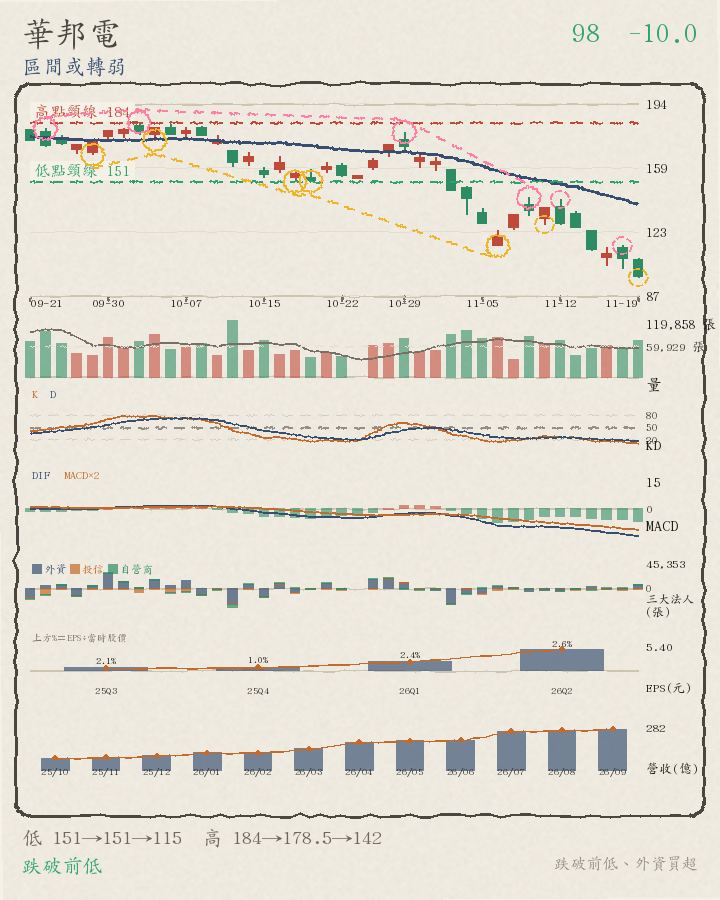 華邦電
98 -10.0
區間或轉弱
高點頸線 184
低點頸線 151
194
159
123
87
09-21 09-30 10-07 10-15 10-22 10-29 11-05 11-12 11-19
119,858 張
59,929 張
量
K D
80
50
20
KD
DIF MACD×2
15
0
MACD
外資 投信 自營商
45,353
0
三大法人
(張)
上方%=EPS÷當時股價
2.1% 1.0% 2.4% 2.6%
5.40
25Q3 25Q4 26Q1 26Q2
EPS(元)
282
25/10 25/11 25/12 26/01 26/02 26/03 26/04 26/05 26/06 26/07 26/08 26/09
營收(億)
低 151→151→115 高 184→178.5→142
跌破前低
跌破前低、外資買超